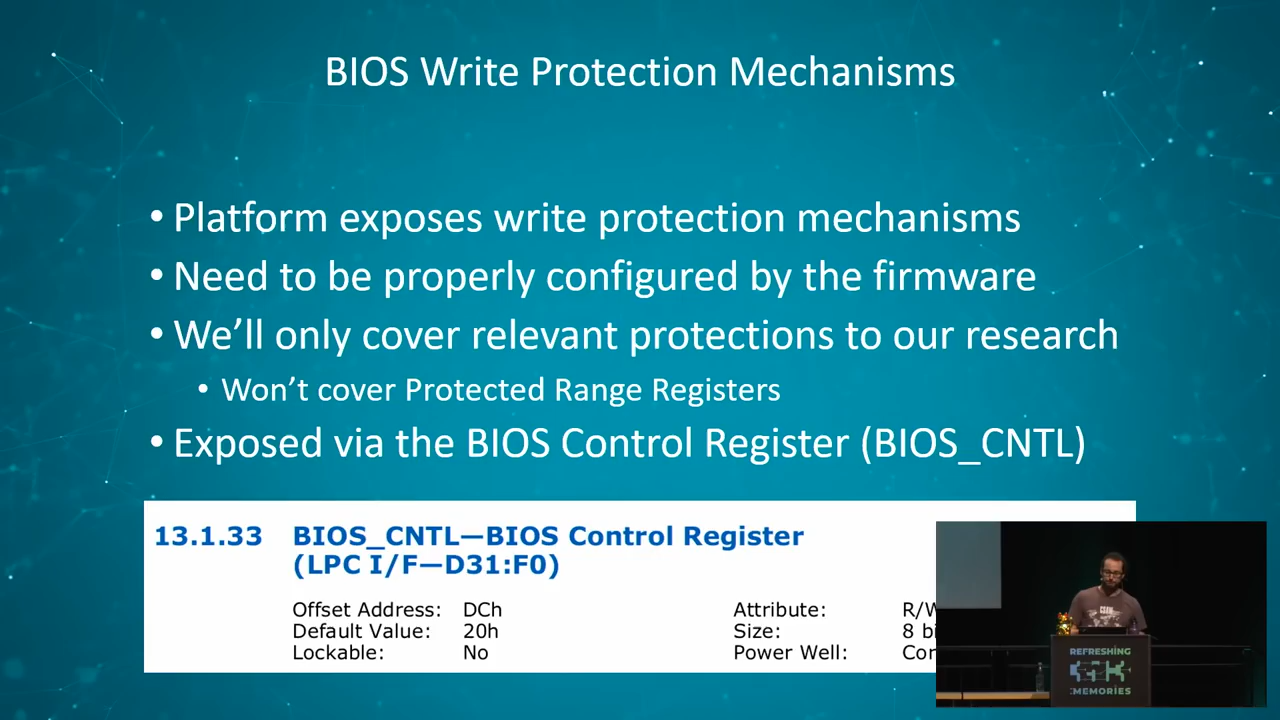 BIOS Write Protection Mechanisms
• Platform exposes write protection mechanisms
• Need to be properly configured by the firmware
• We’ll only cover relevant protections to our research
• Won’t cover Protected Range Registers
• Exposed via the BIOS Control Register (BIOS_CNTL)
13.1.33 BIOS_CNTL—BIOS Control Register
(LPC I/F—D31:F0)
Offset Address: DCh Attribute: R/W
Default Value: 20h Size: 8 bi
Lockable: No Power Well: Cor
REFRESHING
MEMORIES